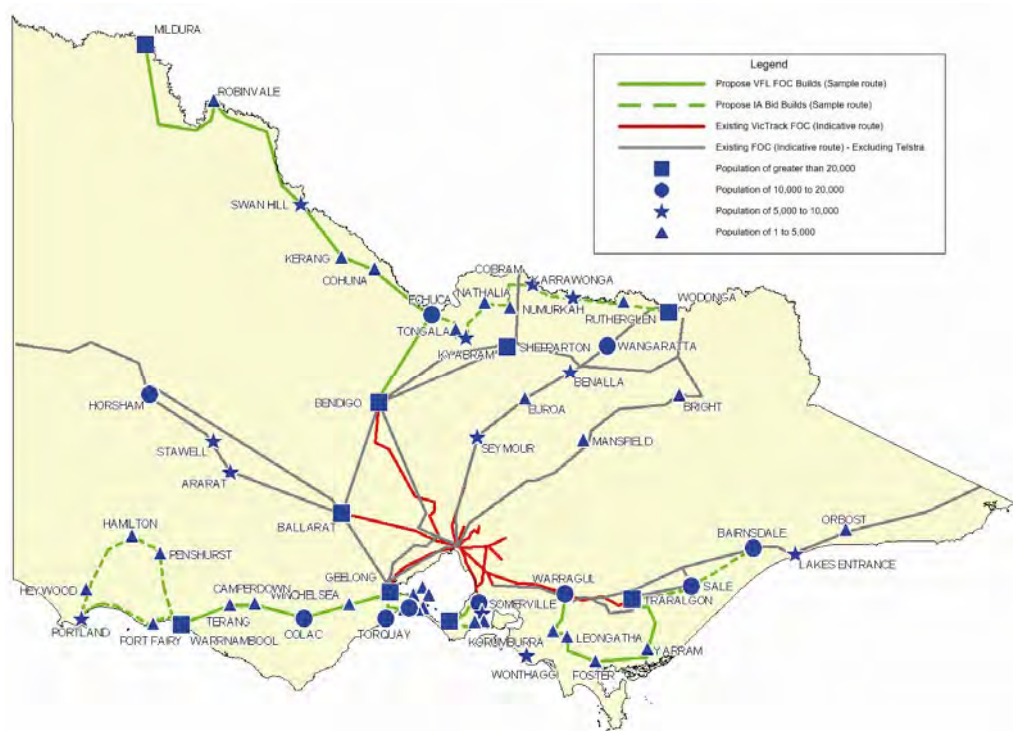 MILDURA
ROBINVALE
Legend
Propose VFL FOC Builds (Sample route)
Propose IA Bid Builds (Sample route)
Existing VicTrack FOC (Indicative route)
Existing FOC (Indicative route) - Excluding Telstra
Population of greater than 20,000
Population of 10,000 to 20,000
Population of 5,000 to 10,000
Population of 1 to 5,000
SWAN HILL
KERANG
COHUNA
COBRAM
KARRAWONGA
NATHALIA
ECHUCA
NUMURKAH
WODONGA
RUTHERGLEN
TONGALA
KYABRAM
SHEPPARTON
WANGARATTA
BENALLA
HORSHAM
BENDIGO
EUROA
BRIGHT
SEYMOUR
MANSFIELD
STAWELL
ARARAT
BALLARAT
HAMILTON
PENSHURST
BAIRNSDALE
ORBOST
LAKES ENTRANCE
GEELONG
WARRAGUL
SALE
HEYWOOD
CAMPERDOWN
WINCHELSEA
SOMERVILLE
TRARALGON
PORTLAND
PORT FAIRY
TERANG
WARRNAMBOOL
COLAC
TORQUAY
KORUMBURRA
LEONGATHA
YARRAM
WONTHAGGI
FOSTER